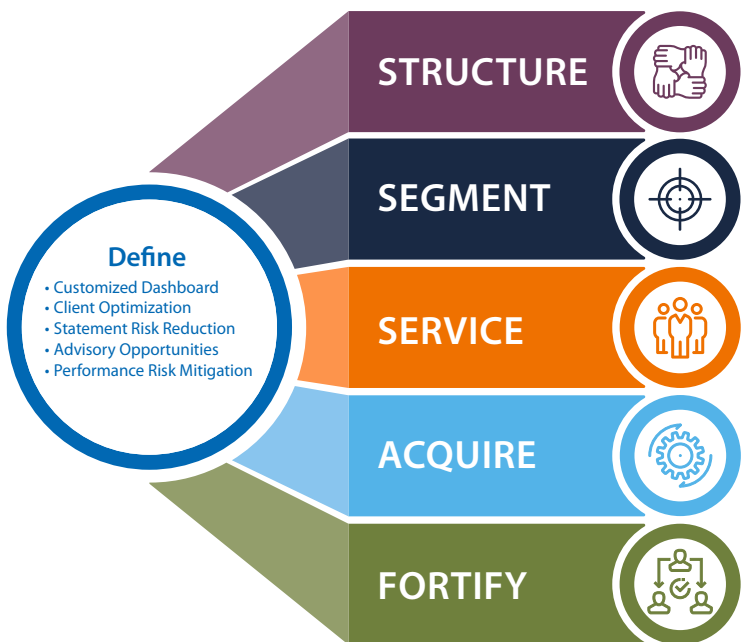 STRUCTURE
SEGMENT
Define
• Customized Dashboard
• Client Optimization
• Statement Risk Reduction
• Advisory Opportunities
• Performance Risk Mitigation
SERVICE
ACQUIRE
FORTIFY